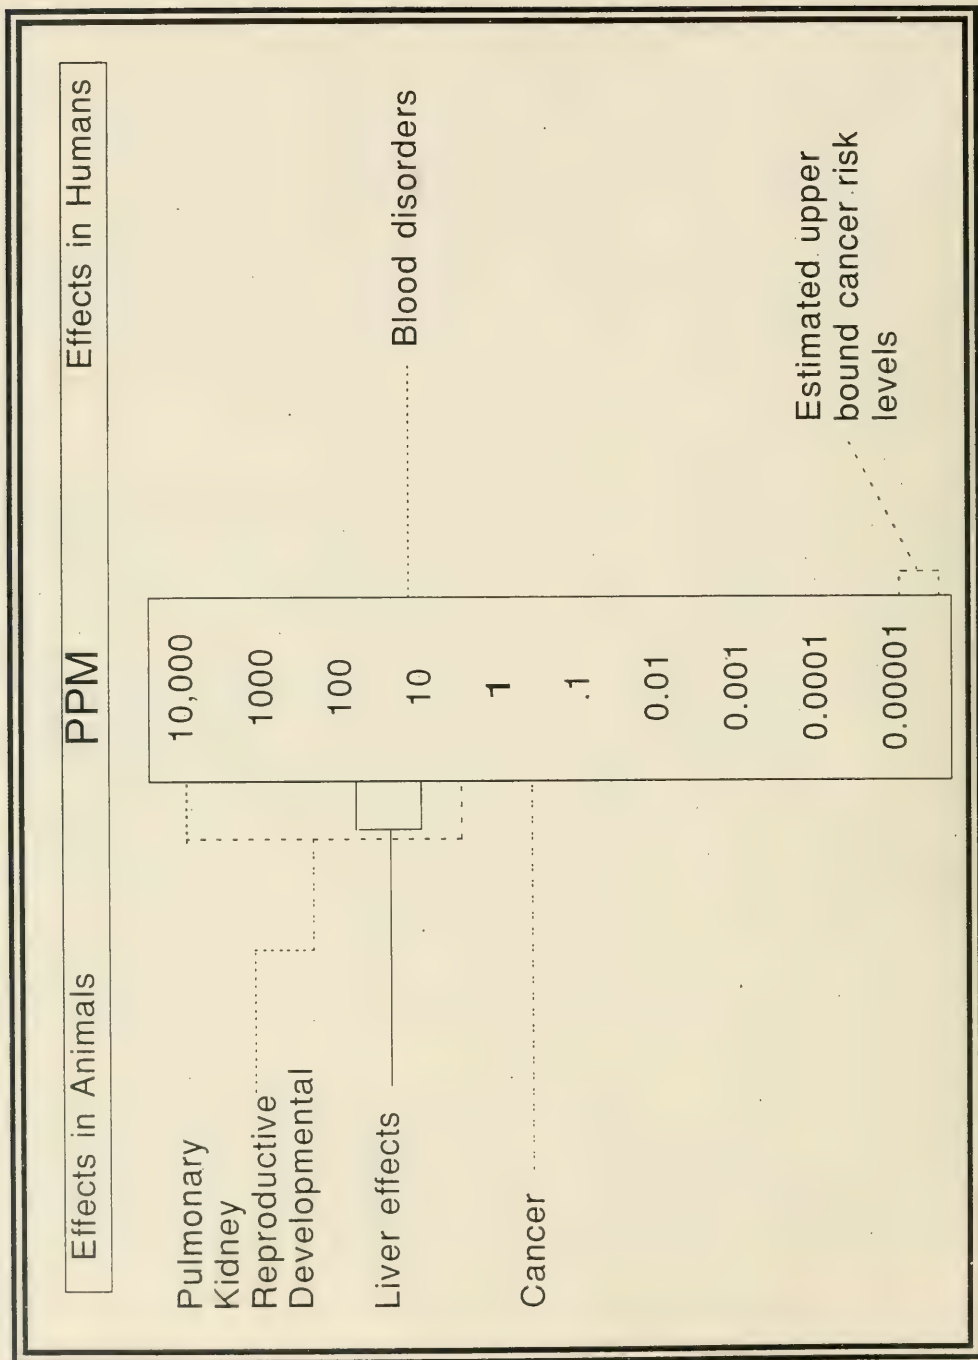 Effects in Animals PPM Effects in Humans
Pulmonary
Kidney
Reproductive
Developmental
Liver effects
Cancer
10,000
1000
100
10
1
.1
0.01
0.001
0.0001
0.00001
Blood disorders
Estimated upper
bound cancer risk
levels